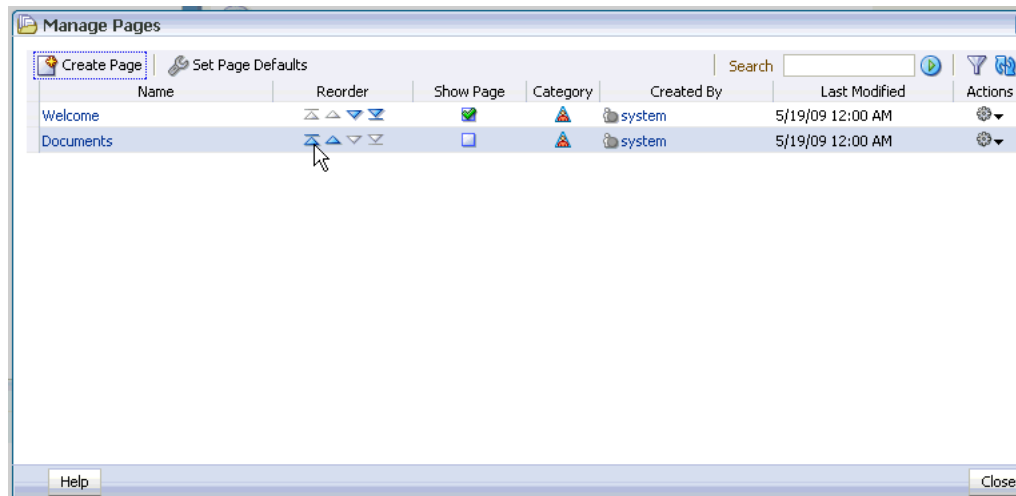 Manage Pages
Create Page Set Page Defaults Search
Name Reorder Show Page Category Created By Last Modified Actions
Welcome system 5/19/09 12:00 AM
Documents system 5/19/09 12:00 AM
Help Close